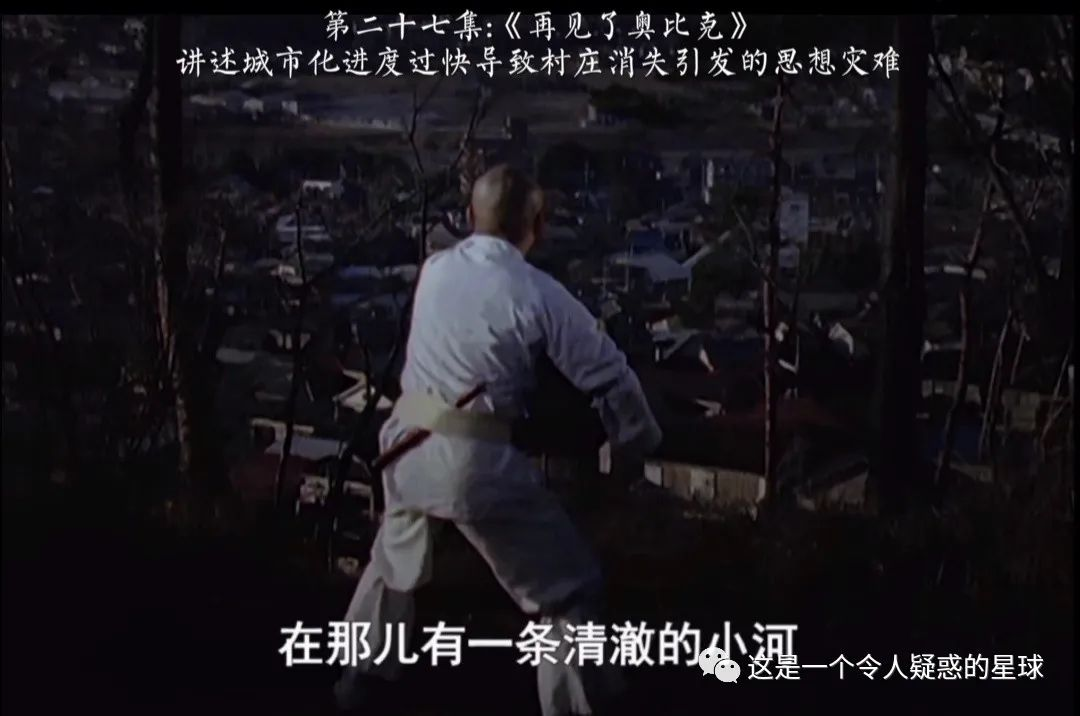 第二十七集:《再见了奥比克》
讲述城市化进度过快导致村庄消失引发的思想灾难
在那儿有一条清澈的小河
这是一个令人疑惑的星球